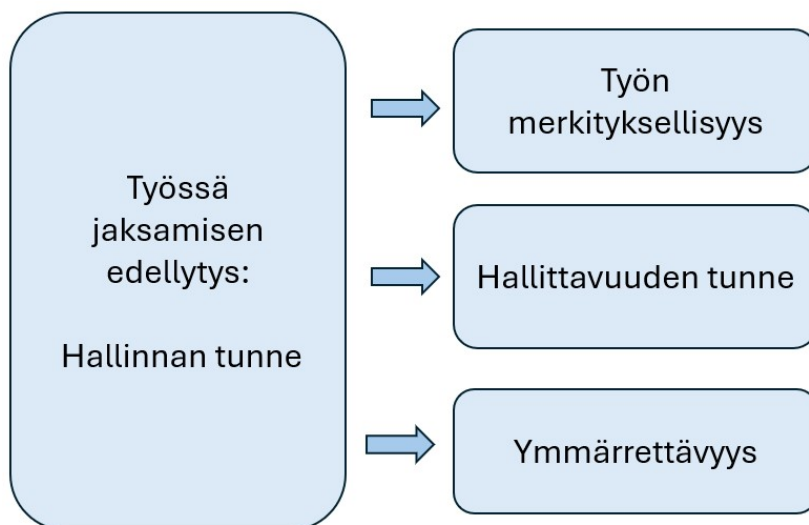 Työssä
jaksamisen
edellytys:
Hallinnan tunne
Työn
merkityksellisyys
Hallittavuuden tunne
Ymmärrettävyys